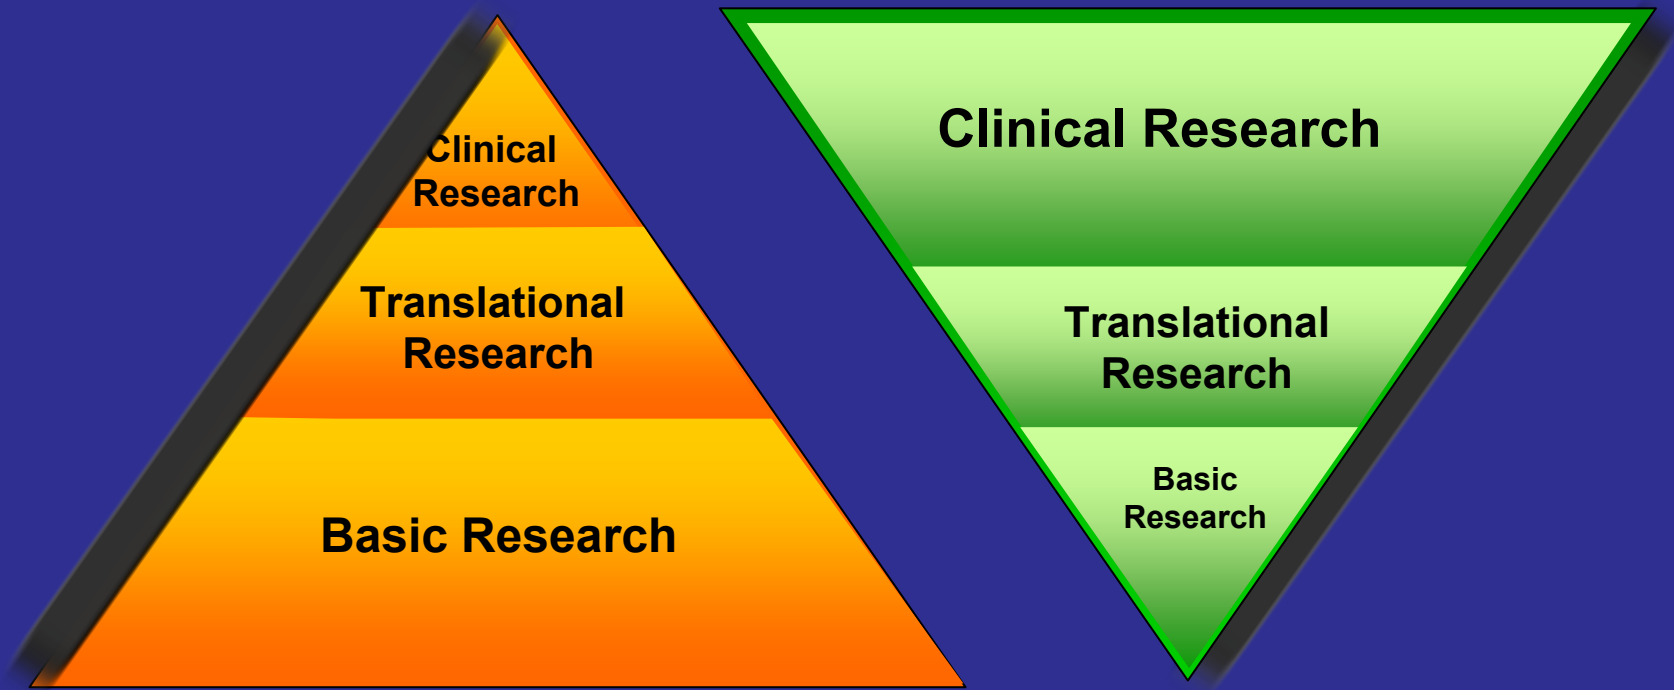 Clinical
Research
Translational
Research
Basic Research
Clinical Research
Translational
Research
Basic
Research